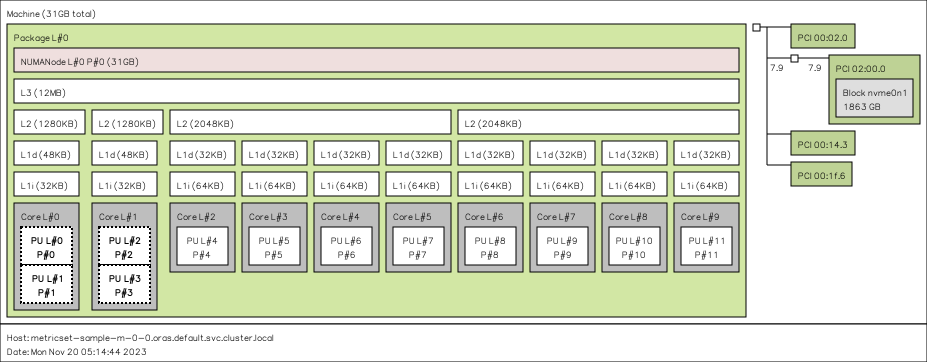 Machine (31GB total)
Package L#0
NUMANode L#0 P#0 (31GB)
L3 (12MB)
L2 (1280KB) L2 (1280KB) L2 (2048KB) L2 (2048KB)
L1d (48KB) L1d (48KB) L1d (32KB) L1d (32KB) L1d (32KB) L1d (32KB) L1d (32KB) L1d (32KB) L1d (32KB) L1d (32KB)
L1i (32KB) L1i (32KB) L1i (64KB) L1i (64KB) L1i (64KB) L1i (64KB) L1i (64KB) L1i (64KB) L1i (64KB) L1i (64KB)
Core L#0 Core L#1 Core L#2 Core L#3 Core L#4 Core L#5 Core L#6 Core L#7 Core L#8 Core L#9
PU L#0 PU L#2 PU L#4 PU L#5 PU L#6 PU L#7 PU L#8 PU L#9 PU L#10 PU L#11
P#0 P#2 P#4 P#5 P#6 P#7 P#8 P#9 P#10 P#11
PU L#1 PU L#3
P#1 P#3
PCI 00:02.0
7.9 7.9 PCI 02:00.0
Block nvme0n1
1863 GB
PCI 00:14.3
PCI 00:1f.6
Host: metricset-sample-m-0-0.oras.default.svc.cluster.local
Date: Mon Nov 20 05:14:44 2023